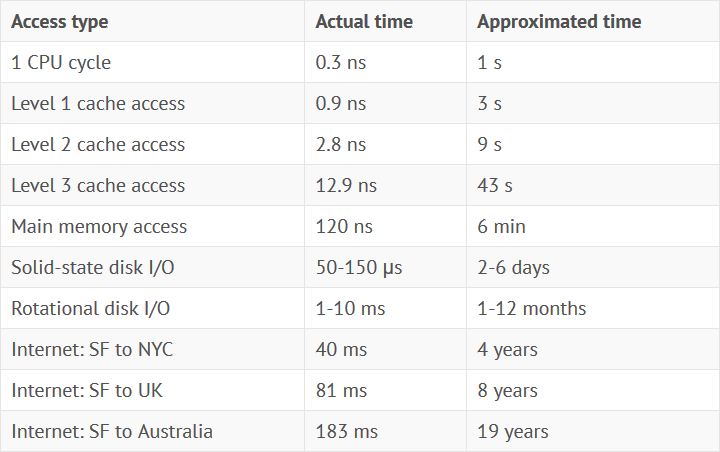 Access type Actual time Approximated time
1 CPU cycle 0.3 ns 1 s
Level 1 cache access 0.9 ns 3 s
Level 2 cache access 2.8 ns 9 s
Level 3 cache access 12.9 ns 43 s
Main memory access 120 ns 6 min
Solid-state disk I/O 50-150 μs 2-6 days
Rotational disk I/O 1-10 ms 1-12 months
Internet: SF to NYC 40 ms 4 years
Internet: SF to UK 81 ms 8 years
Internet: SF to Australia 183 ms 19 years